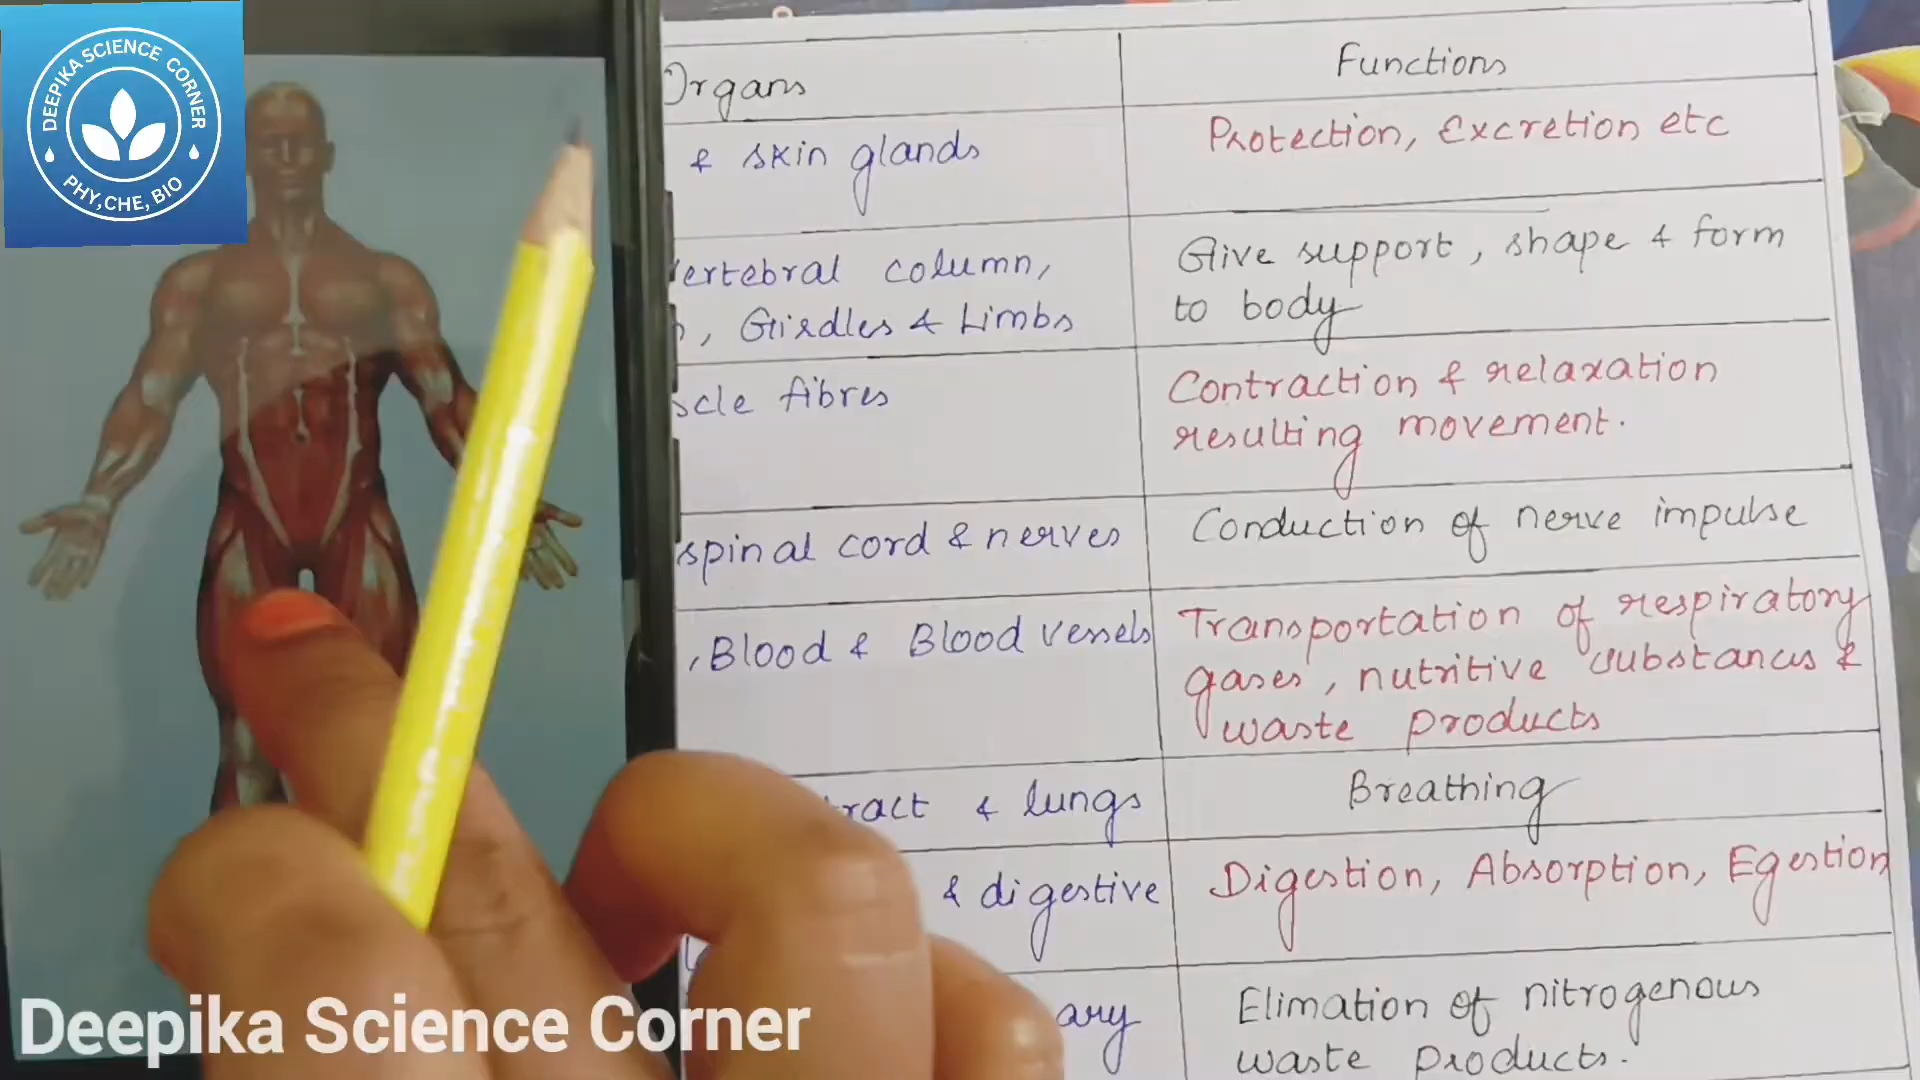 DEEPIKA SCIENCE CORNER
PHY,CHE, BIO
Organs
Functions
& skin glands
Protection, Excretion etc
vertebral column,
, Girdles & Limbs
Give support, shape & form
to body
scle fibres
Contraction & relaxation
resulting movement.
spinal cord & nerves
Conduction of nerve impulse
, Blood & Blood vessels
Transportation of respiratory
gases, nutritive substances &
waste products
tract & lungs
Breathing
& digestive
Digestion, Absorption, Egestion
ary
Elimation of nitrogenous
waste products.
Deepika Science Corner